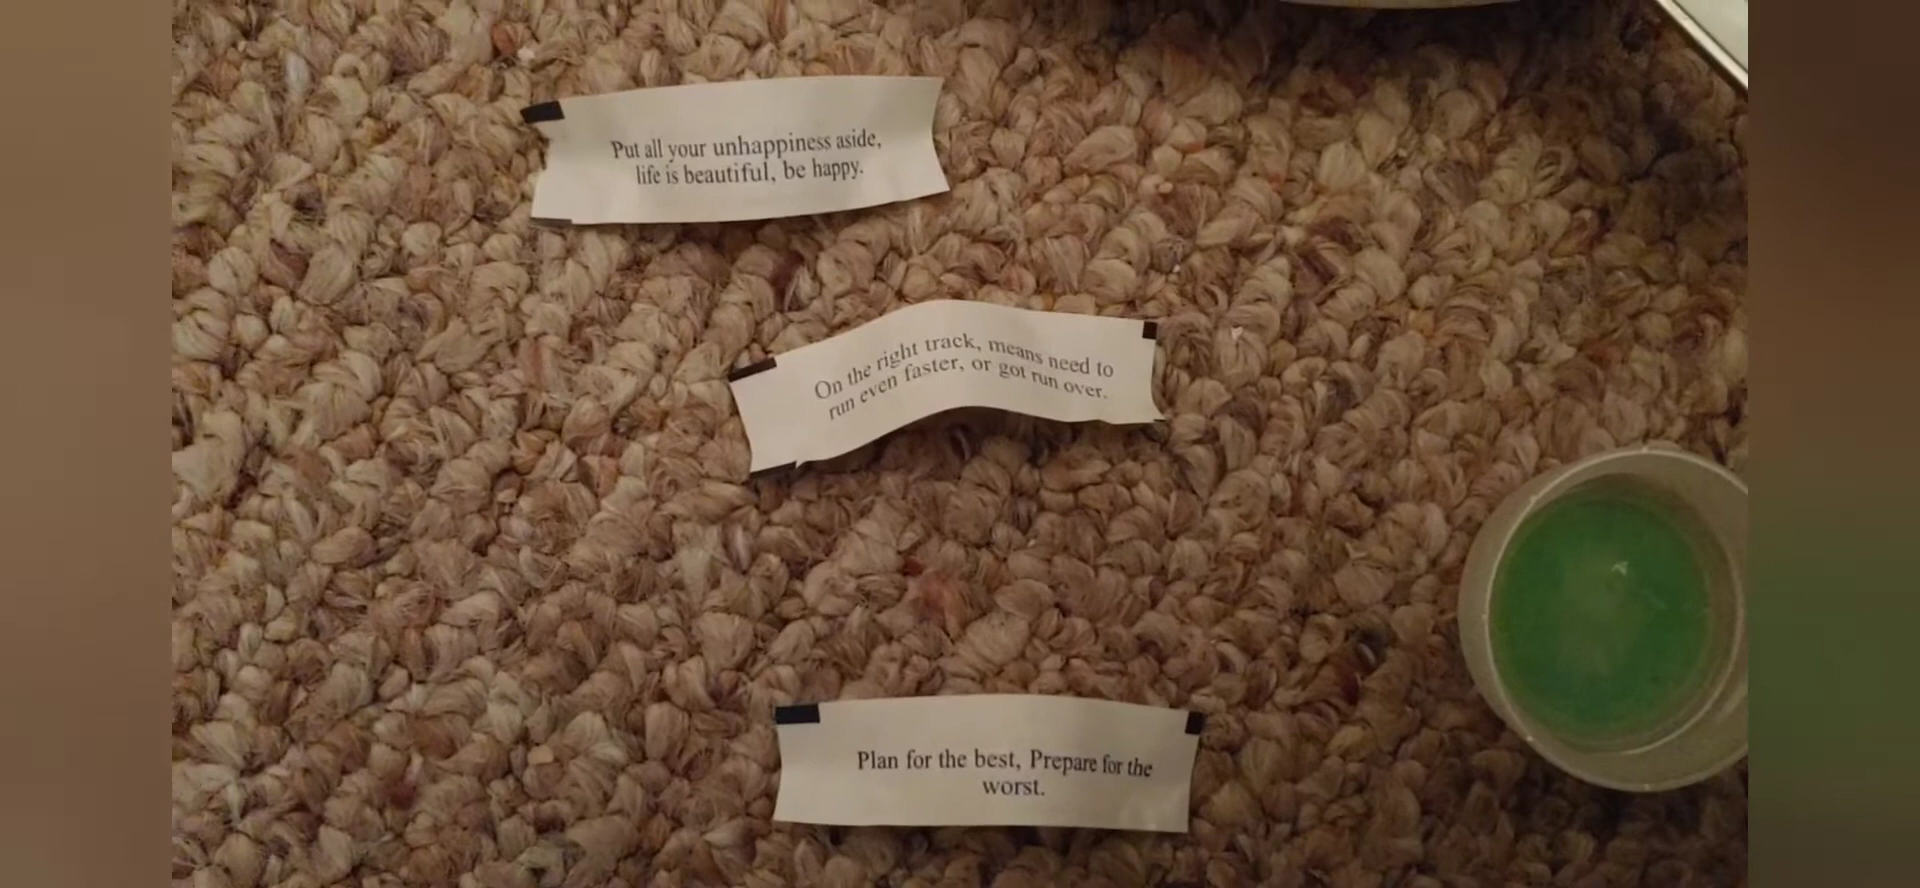 Put all your unhappiness aside,
life is beautiful, be happy.
On the right track, means need to
run even faster, or got run over.
Plan for the best, Prepare for the
worst.